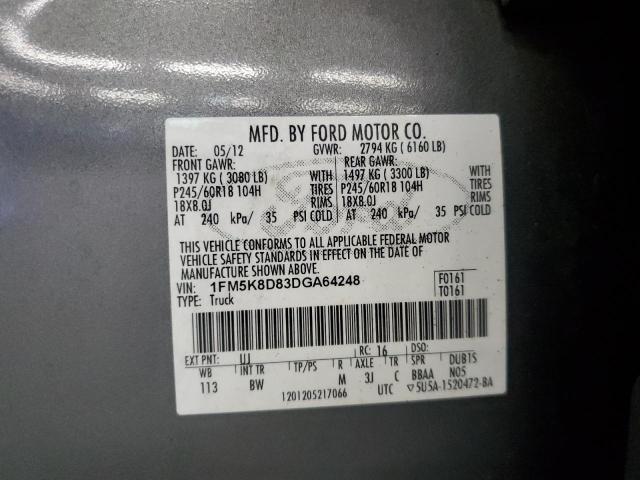 MFD. BY FORD MOTOR CO.
DATE: 05/12 GVWR: 2794 KG ( 6160 LB)
FRONT GAWR: REAR GAWR:
1397 KG ( 3080 LB) WITH 1497 KG ( 3300 LB) WITH
P245/60R18 104H TIRES P245/60R18 104H TIRES
18X8.0J RIMS 18X8.0J RIMS
AT 240 kPa/ 35 PSI COLD AT 240 kPa/ 35 PSI COLD
THIS VEHICLE CONFORMS TO ALL APPLICABLE FEDERAL MOTOR
VEHICLE SAFETY STANDARDS IN EFFECT ON THE DATE OF
MANUFACTURE SHOWN ABOVE.
VIN: 1FM5K8D83DGA64248 F0161
TYPE: Truck T0161
EXT PNT: UJ RC: 16 DSO:
WB INT TR TP/PS R AXLE TR SPR DUB1S
113 BW M 3J C BBAA N05
1201205217066 UTC ▽5U5A-1520472-BA
Ford